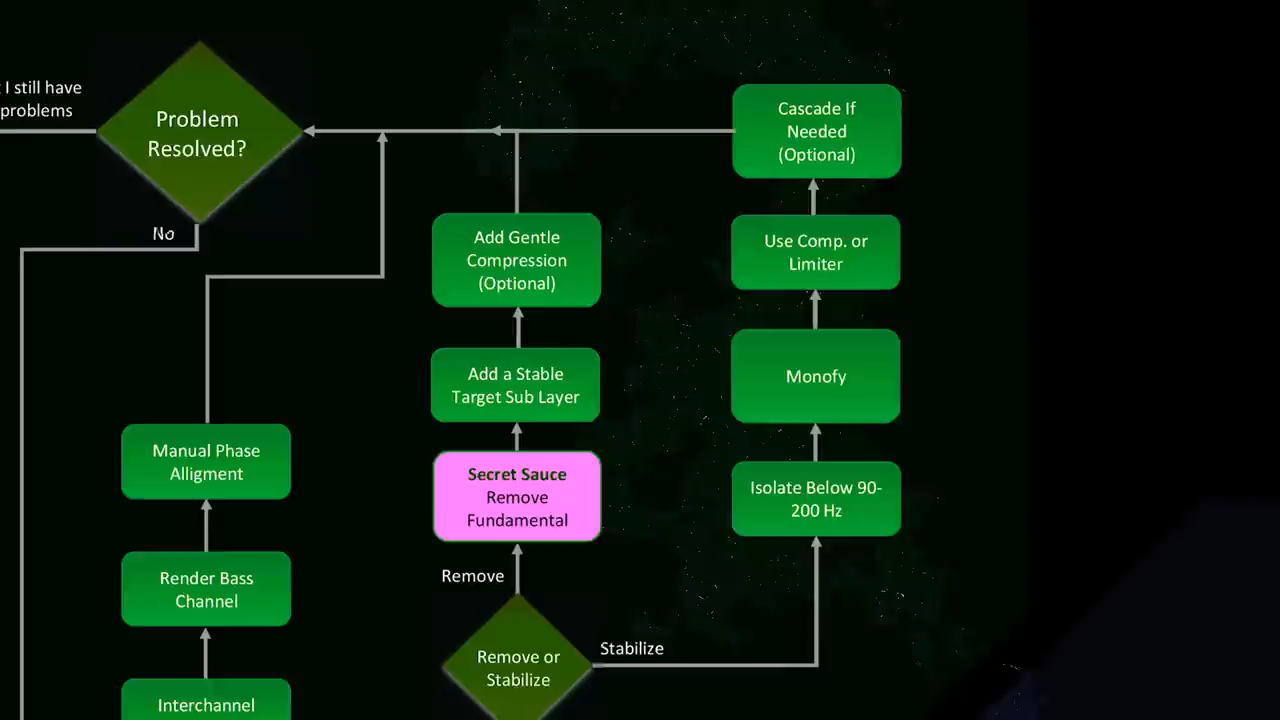 : I still have
problems
Problem
Resolved?
No
Cascade If
Needed
(Optional)
Add Gentle
Compression
(Optional)
Use Comp. or
Limiter
Add a Stable
Target Sub Layer
Monofy
Manual Phase
Alligment
Secret Sauce
Remove
Fundamental
Isolate Below 90-
200 Hz
Render Bass
Channel
Remove
Remove or
Stabilize
Stabilize
Interchannel